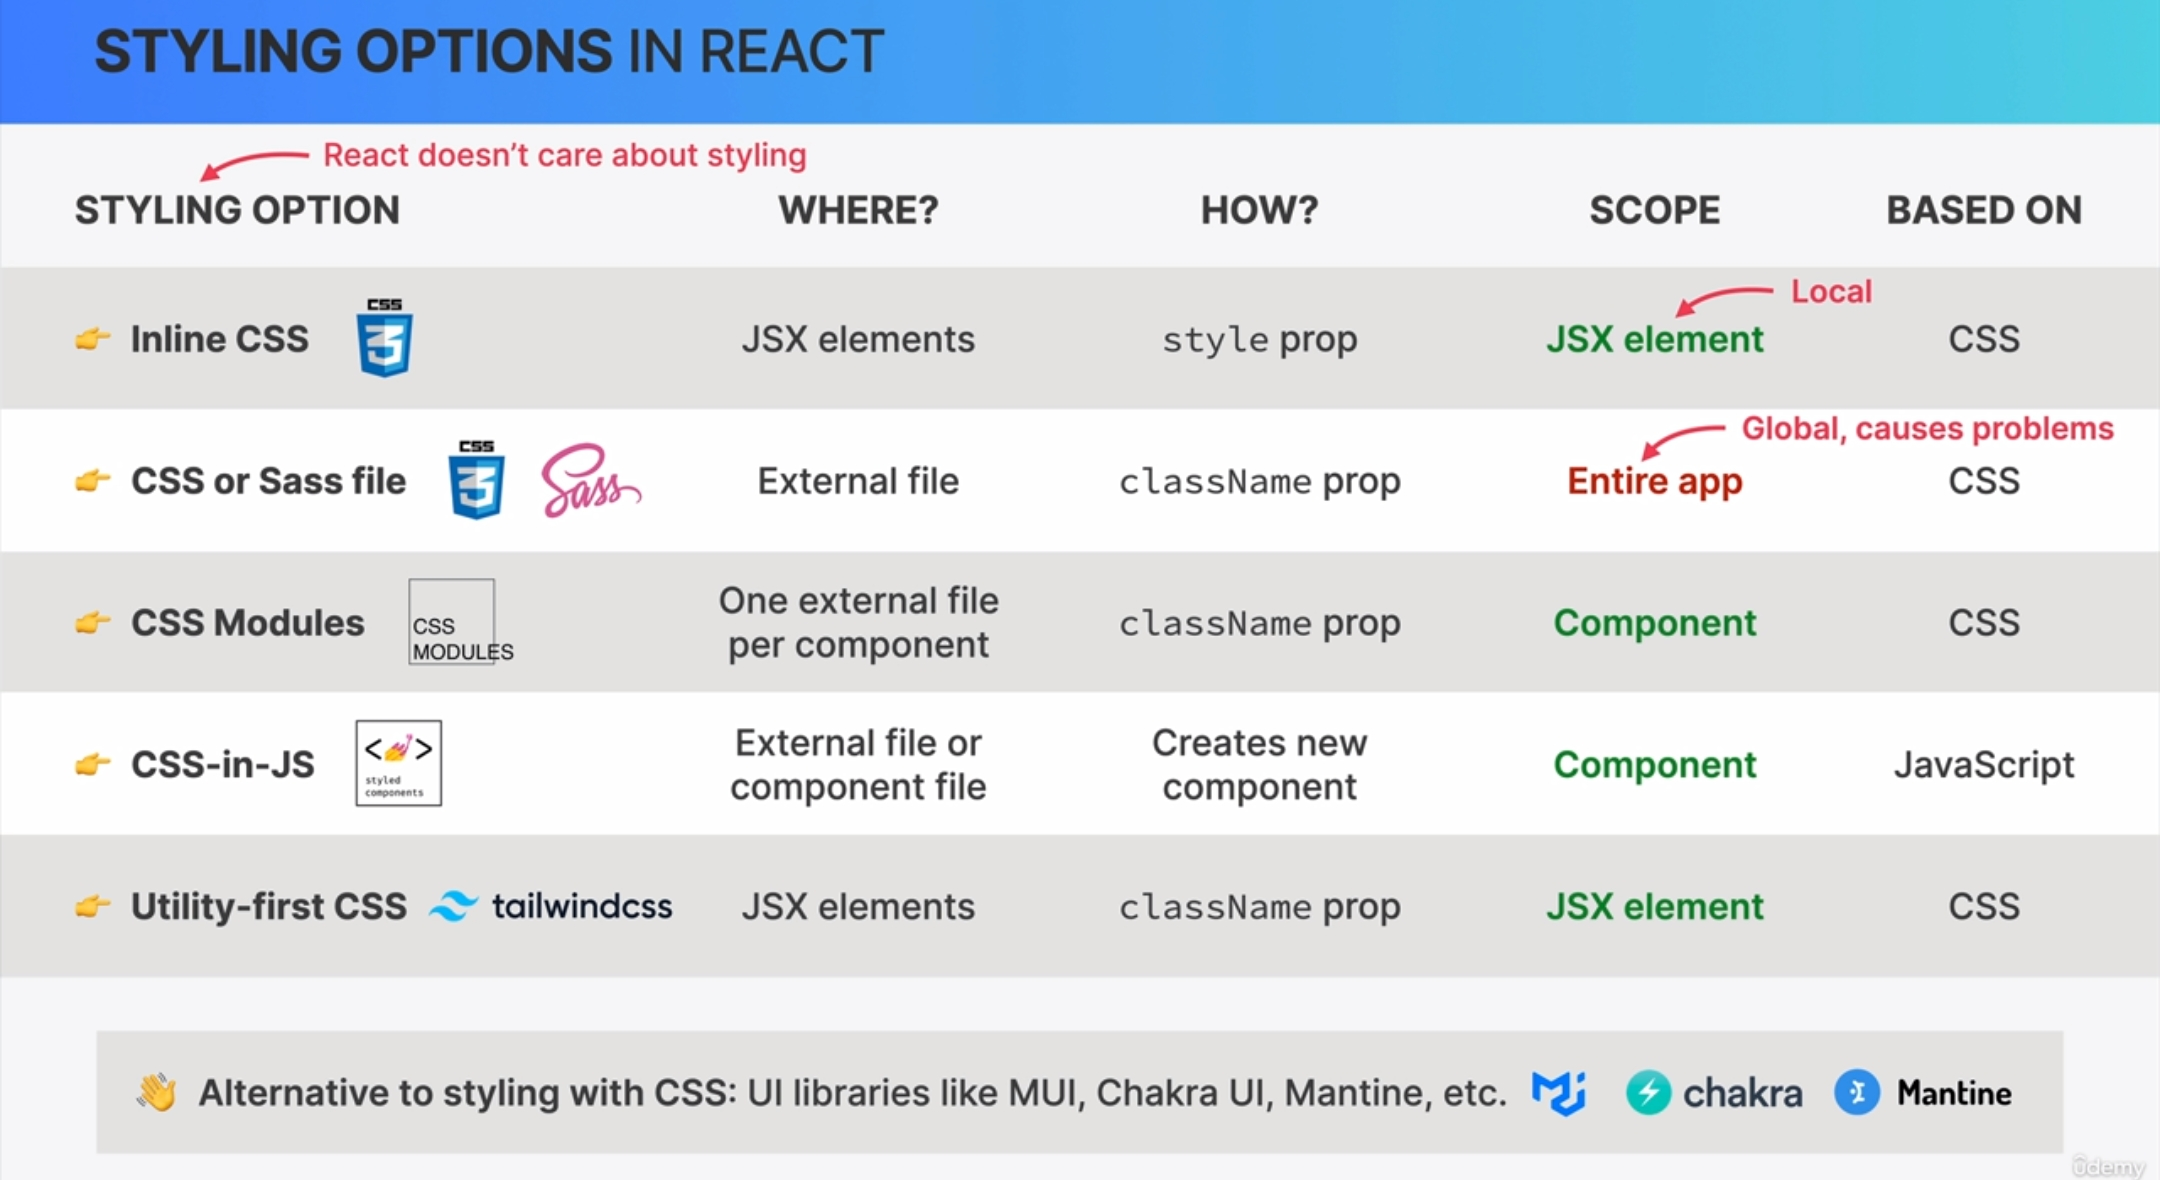 STYLING OPTIONS IN REACT
React doesn’t care about styling
STYLING OPTION WHERE? HOW? SCOPE BASED ON
Local
Inline CSS CSS 3 JSX elements style prop JSX element CSS
Global, causes problems
CSS or Sass file CSS 3 Sass External file className prop Entire app CSS
CSS Modules CSS MODULES One external file per component className prop Component CSS
CSS-in-JS < > styled components External file or component file Creates new component Component JavaScript
Utility-first CSS tailwindcss JSX elements className prop JSX element CSS
Alternative to styling with CSS: UI libraries like MUI, Chakra UI, Mantine, etc. chakra Mantine
ûdemy